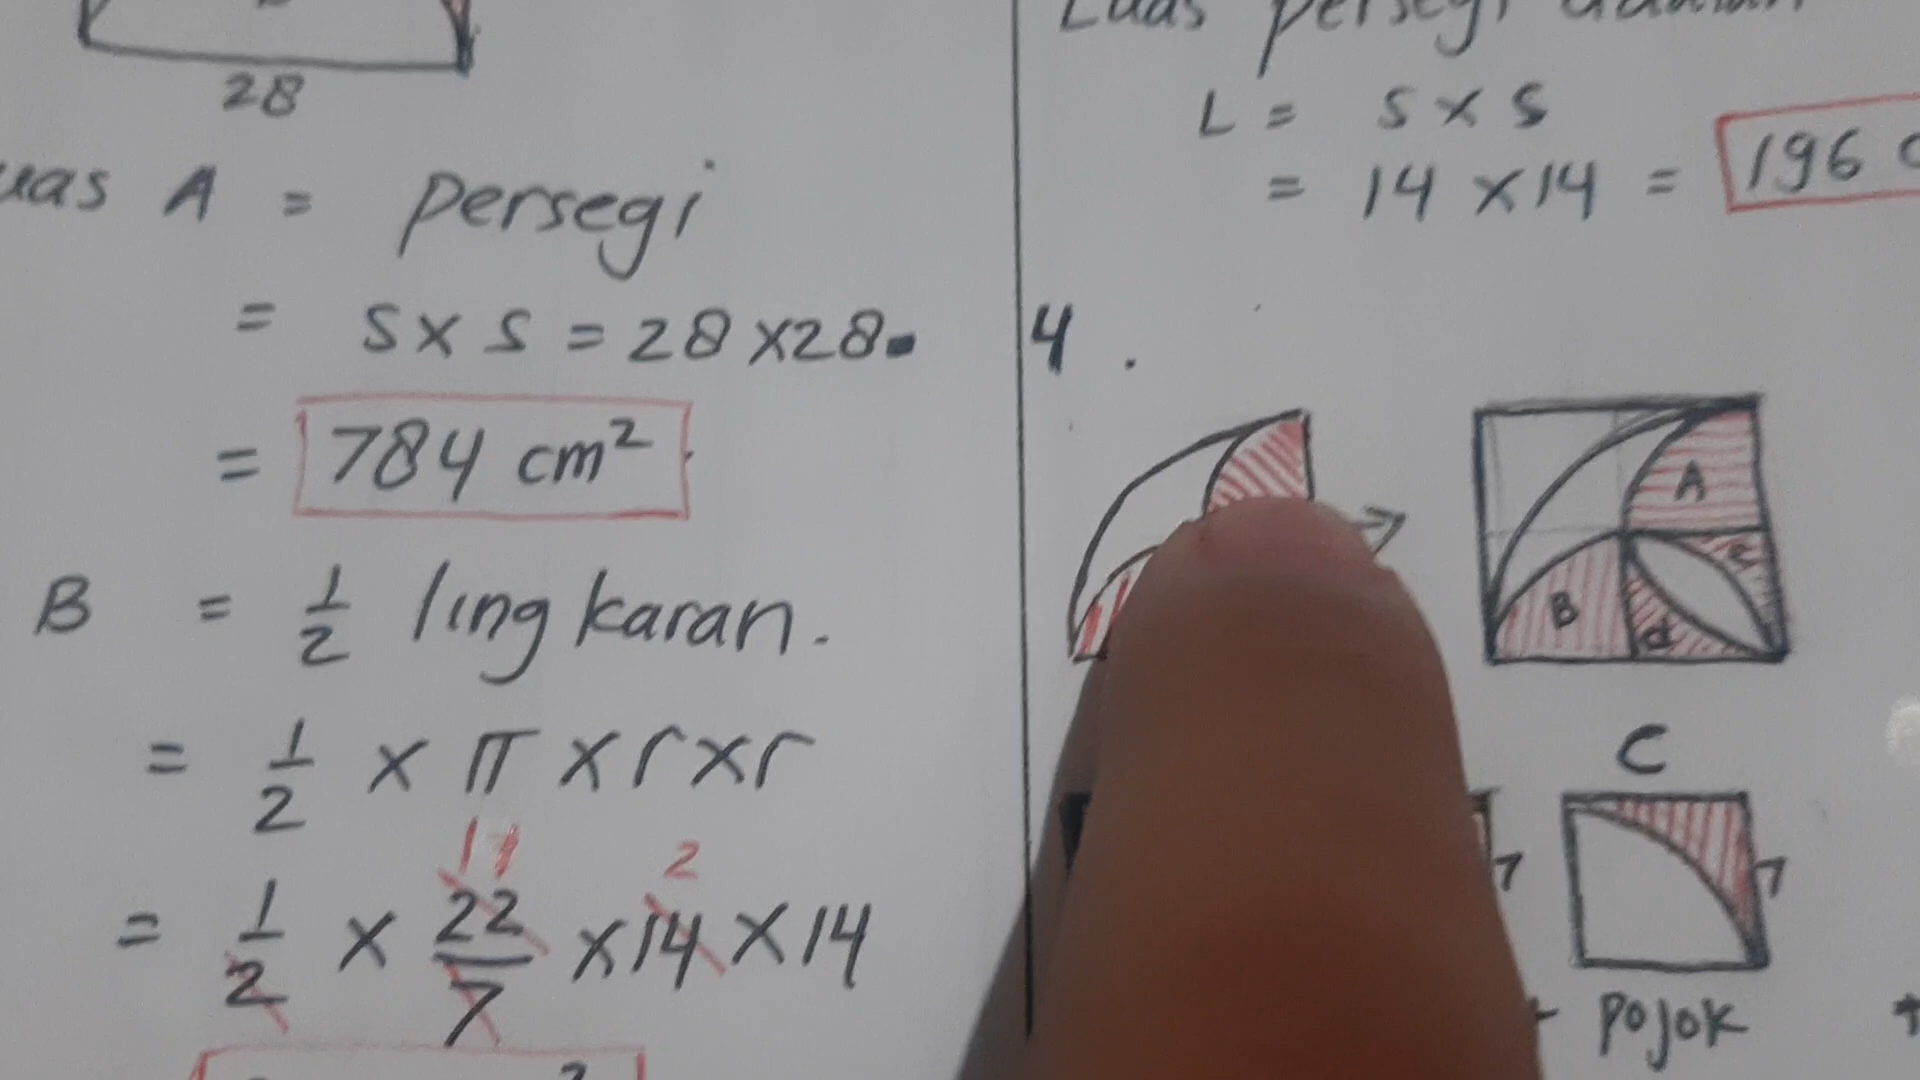 28
A = persegi
= S x S = 28 x 28
= 784 cm²
B = 1/2 lingkaran.
= 1/2 x π x r x r
11 2
= 1/2 x 22/7 x 14 x 14
persegi
L = S x S
= 14 x 14 = 196
4.
A
B
d
C
7
7
Pojok